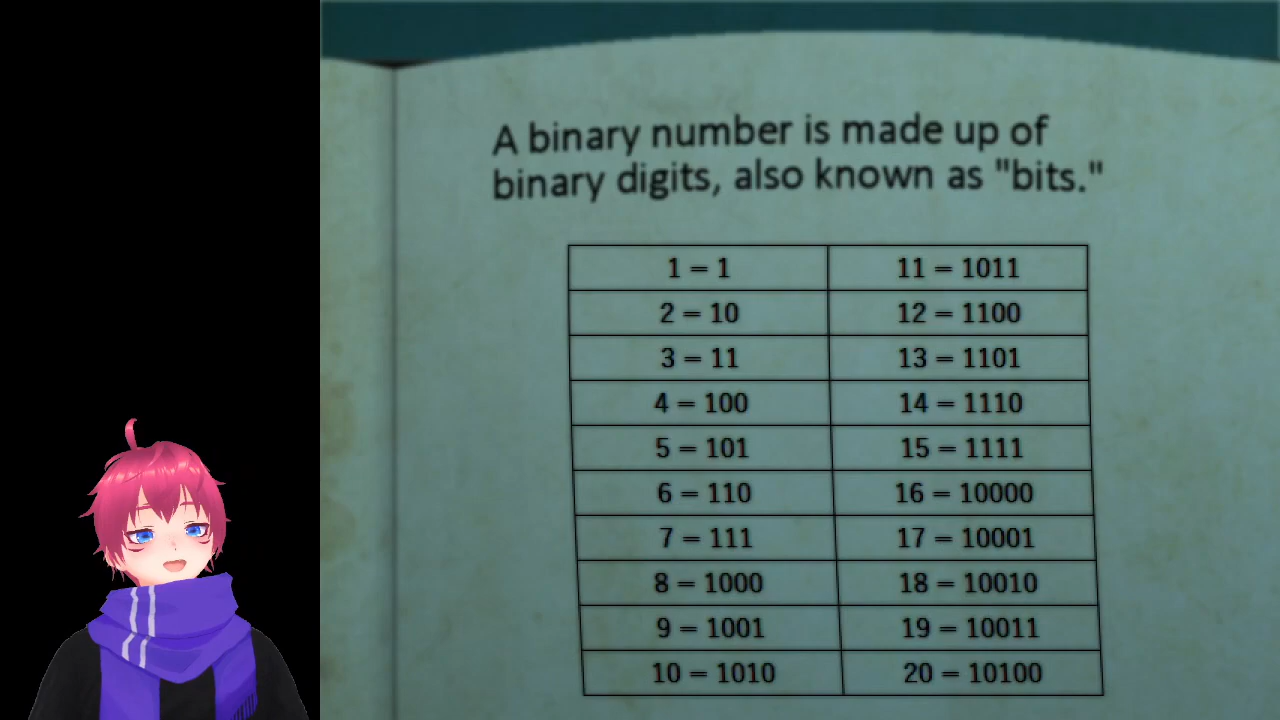 A binary number is made up of
binary digits, also known as "bits."
1 = 1 11 = 1011
2 = 10 12 = 1100
3 = 11 13 = 1101
4 = 100 14 = 1110
5 = 101 15 = 1111
6 = 110 16 = 10000
7 = 111 17 = 10001
8 = 1000 18 = 10010
9 = 1001 19 = 10011
10 = 1010 20 = 10100